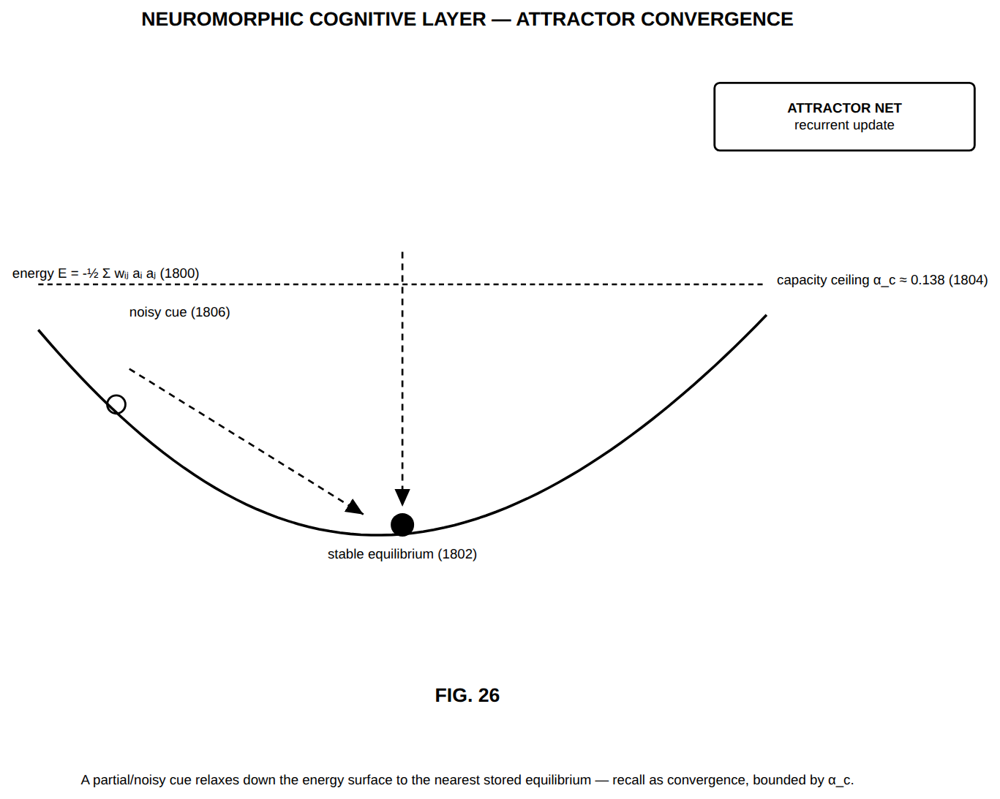 NEUROMORPHIC COGNITIVE LAYER — ATTRACTOR CONVERGENCE
ATTRACTOR NET
recurrent update
energy E = -½ Σ wᵢⱼ aᵢ aⱼ (1800)
capacity ceiling α_c ≈ 0.138 (1804)
noisy cue (1806)
stable equilibrium (1802)
FIG. 26
A partial/noisy cue relaxes down the energy surface to the nearest stored equilibrium — recall as convergence, bounded by α_c.